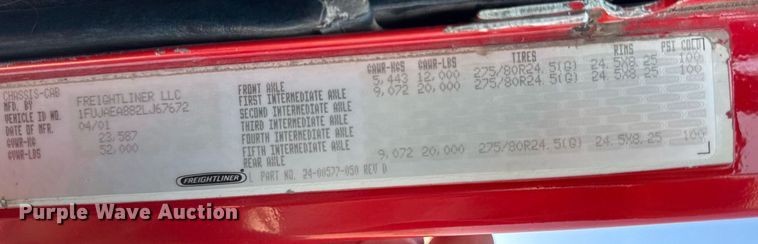 CHASSIS-CAB
MFD. BY FREIGHTLINER LLC
VEHICLE ID NO. 1FUJAEA882LJ67672
DATE OF MFR. 04/01
GVWR-KG 23,587
GVWR-LBS 52,000
GAWR-KGS GAWR-LBS TIRES RIMS PSI COLD
FRONT AXLE 5,443 12,000 275/80R24.5(G) 24.5X8.25 100
FIRST INTERMEDIATE AXLE 9,072 20,000 275/80R24.5(G) 24.5X8.25 100
SECOND INTERMEDIATE AXLE
THIRD INTERMEDIATE AXLE
FOURTH INTERMEDIATE AXLE
FIFTH INTERMEDIATE AXLE
REAR AXLE 9,072 20,000 275/80R24.5(G) 24.5X8.25 100
FREIGHTLINER PART NO. 24-00577-050 REV D
Purple Wave Auction